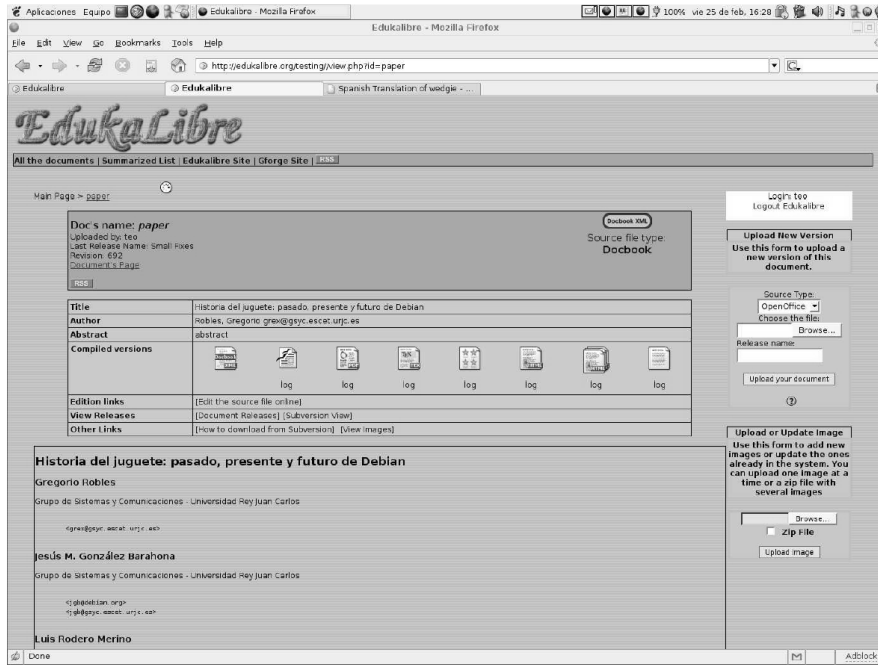 Aplicaciones Equipo Edukalibre - Mozilla Firefox 100% vie 25 de feb, 16:28
Edukalibre - Mozilla Firefox
File Edit View Go Bookmarks Tools Help
http://edukalibre.org/testing//view.php?id=paper
Edukalibre Edukalibre Spanish Translation of wedgie - ...
EdukaLibre
All the documents | Summarized List | Edukalibre Site | Gforge Site | RSS
Main Page > paper
Login: teo
Logout Edukalibre
Doc's name: paper
Uploaded by: teo
Last Release Name: Small Fixes
Revision: 692
Document's Page
RSS
Docbook XML
Source file type:
Docbook
Upload New Version
Use this form to upload a
new version of this
document.
Source Type:
OpenOffice
Choose the file:
Browse...
Release name:
Upload your document
Title Historia del juguete: pasado, presente y futuro de Debian
Author Robles, Gregorio grex@gsyc.escet.urjc.es
Abstract abstract
Compiled versions
log log log log log log log
Edition links [Edit the source file online]
View Releases [Document Releases] [Subversion View]
Other Links [How to download from Subversion] [View Images]
Upload or Update Image
Use this form to add new
images or update the ones
already in the system. You
can upload one image at a
time or a zip file with
several images
Browse...
Zip File
Upload Image
Historia del juguete: pasado, presente y futuro de Debian
Gregorio Robles
Grupo de Sistemas y Comunicaciones - Universidad Rey Juan Carlos
<grex@gsyc.escet.urjc.es>
Jesús M. González Barahona
Grupo de Sistemas y Comunicaciones - Universidad Rey Juan Carlos
<jgb@debian.org>
<jgb@gsyc.escet.urjc.es>
Luis Rodero Merino
Done Adblock